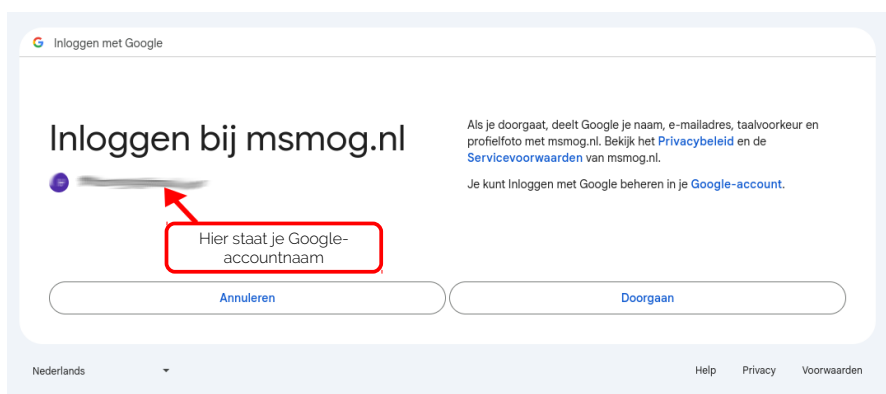 Inloggen met Google
Inloggen bij msmog.nl
Hier staat je Google-
accountnaam
Als je doorgaat, deelt Google je naam, e-mailadres, taalvoorkeur en
profielfoto met msmog.nl. Bekijk het Privacybeleid en de
Servicevoorwaarden van msmog.nl.
Je kunt Inloggen met Google beheren in je Google-account.
Annuleren
Doorgaan
Nederlands
Help Privacy Voorwaarden